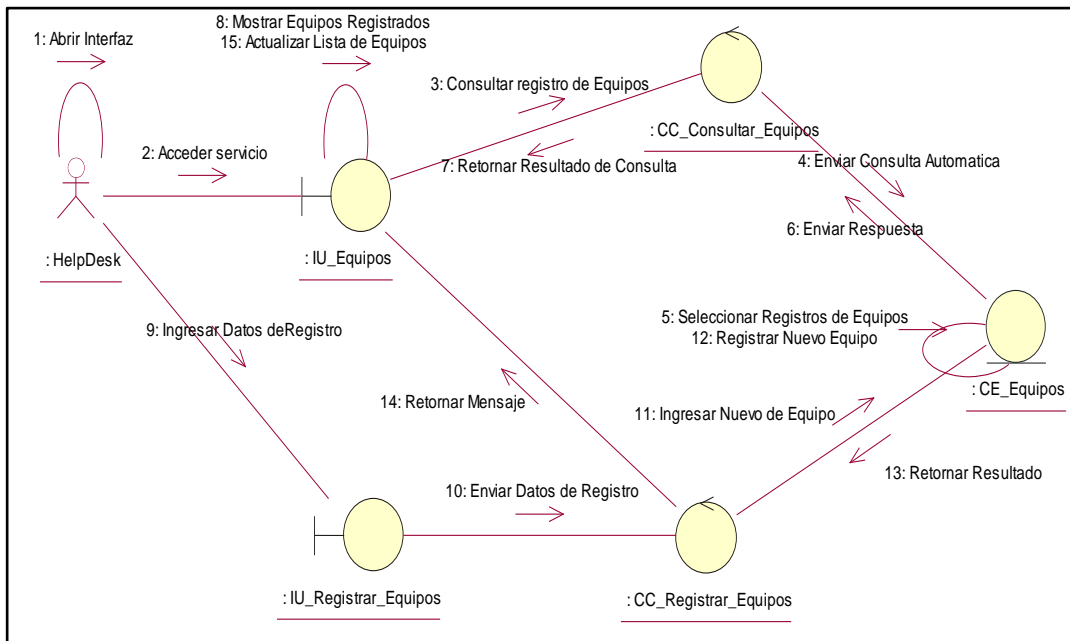 8: Mostrar Equipos Registrados
1: Abrir Interfaz
15: Actualizar Lista de Equipos
3: Consultar registro de Equipos
: CC_Consultar_Equipos
2: Acceder servicio
7: Retornar Resultado de Consulta
4: Enviar Consulta Automatica
6: Enviar Respuesta
: HelpDesk
: IU_Equipos
9: Ingresar Datos deRegistro
5: Seleccionar Registros de Equipos
12: Registrar Nuevo Equipo
: CE_Equipos
14: Retornar Mensaje
11: Ingresar Nuevo de Equipo
13: Retornar Resultado
10: Enviar Datos de Registro
: IU_Registrar_Equipos
: CC_Registrar_Equipos